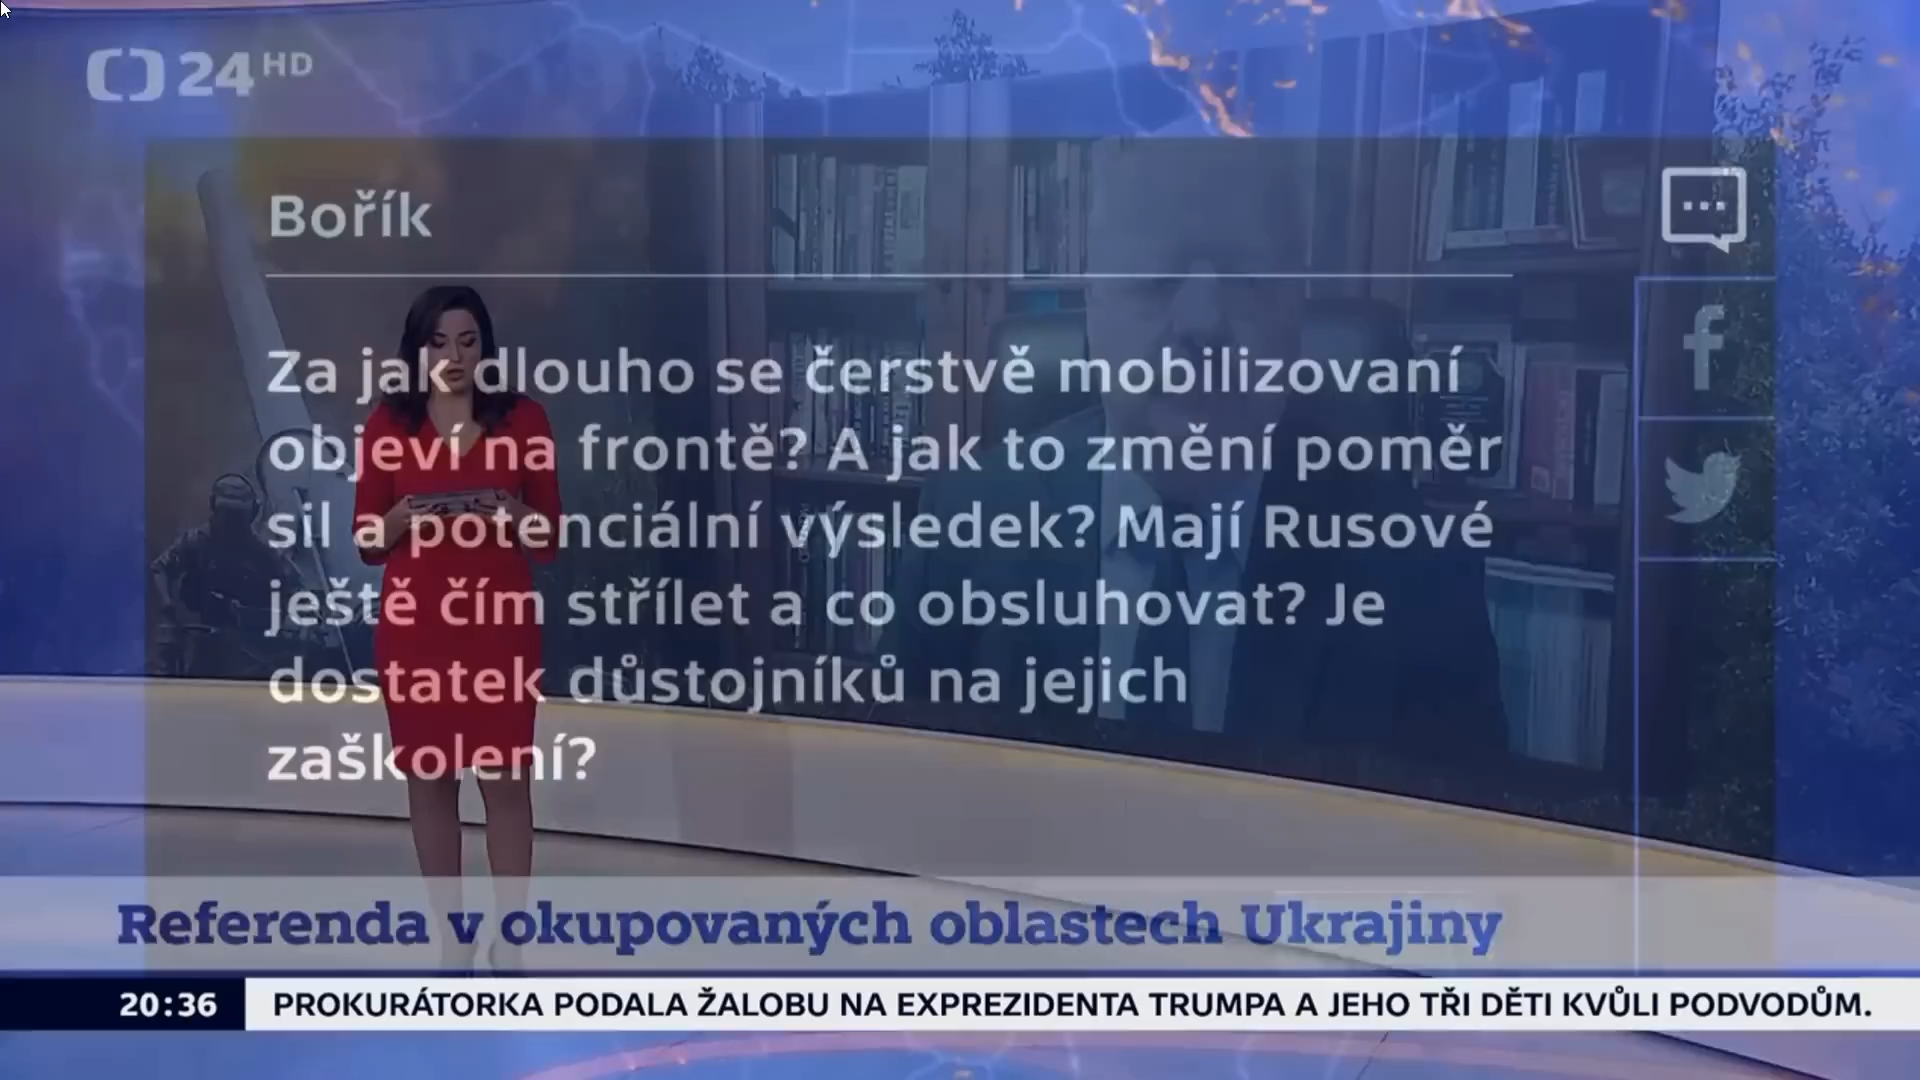 24 HD
Bořík
Za jak dlouho se čerstvě mobilizovaní
objeví na frontě? A jak to změní poměr
sil a potenciální výsledek? Mají Rusové
ještě čím střílet a co obsluhovat? Je
dostatek důstojníků na jejich
zaškolení?
Referenda v okupovaných oblastech Ukrajiny
20:36 PROKURÁTORKA PODALA ŽALOBU NA EXPREZIDENTA TRUMPA A JEHO TŘI DĚTI KVŮLI PODVODŮM.